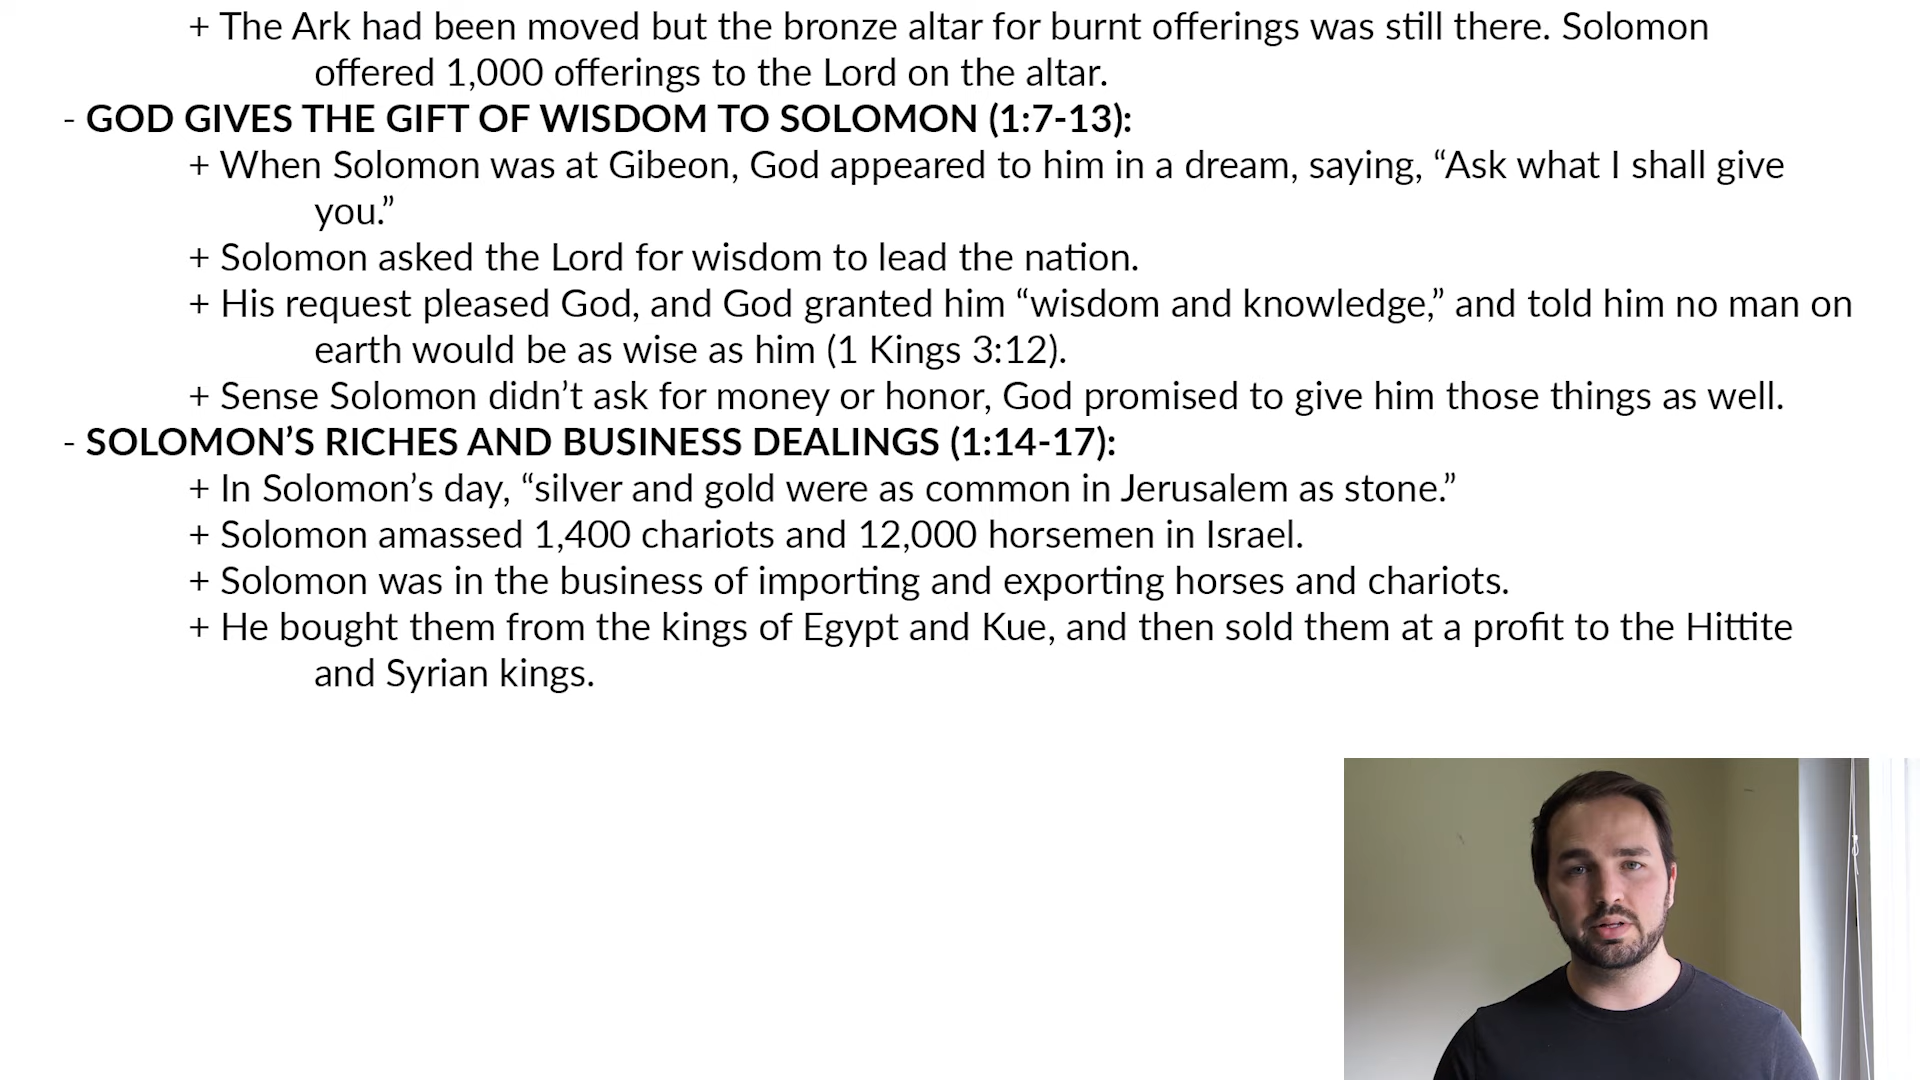 + The Ark had been moved but the bronze altar for burnt offerings was still there. Solomon
offered 1,000 offerings to the Lord on the altar.
- GOD GIVES THE GIFT OF WISDOM TO SOLOMON (1:7-13):
+ When Solomon was at Gibeon, God appeared to him in a dream, saying, “Ask what I shall give
you.”
+ Solomon asked the Lord for wisdom to lead the nation.
+ His request pleased God, and God granted him “wisdom and knowledge,” and told him no man on
earth would be as wise as him (1 Kings 3:12).
+ Sense Solomon didn’t ask for money or honor, God promised to give him those things as well.
- SOLOMON’S RICHES AND BUSINESS DEALINGS (1:14-17):
+ In Solomon’s day, “silver and gold were as common in Jerusalem as stone.”
+ Solomon amassed 1,400 chariots and 12,000 horsemen in Israel.
+ Solomon was in the business of importing and exporting horses and chariots.
+ He bought them from the kings of Egypt and Kue, and then sold them at a profit to the Hittite
and Syrian kings.